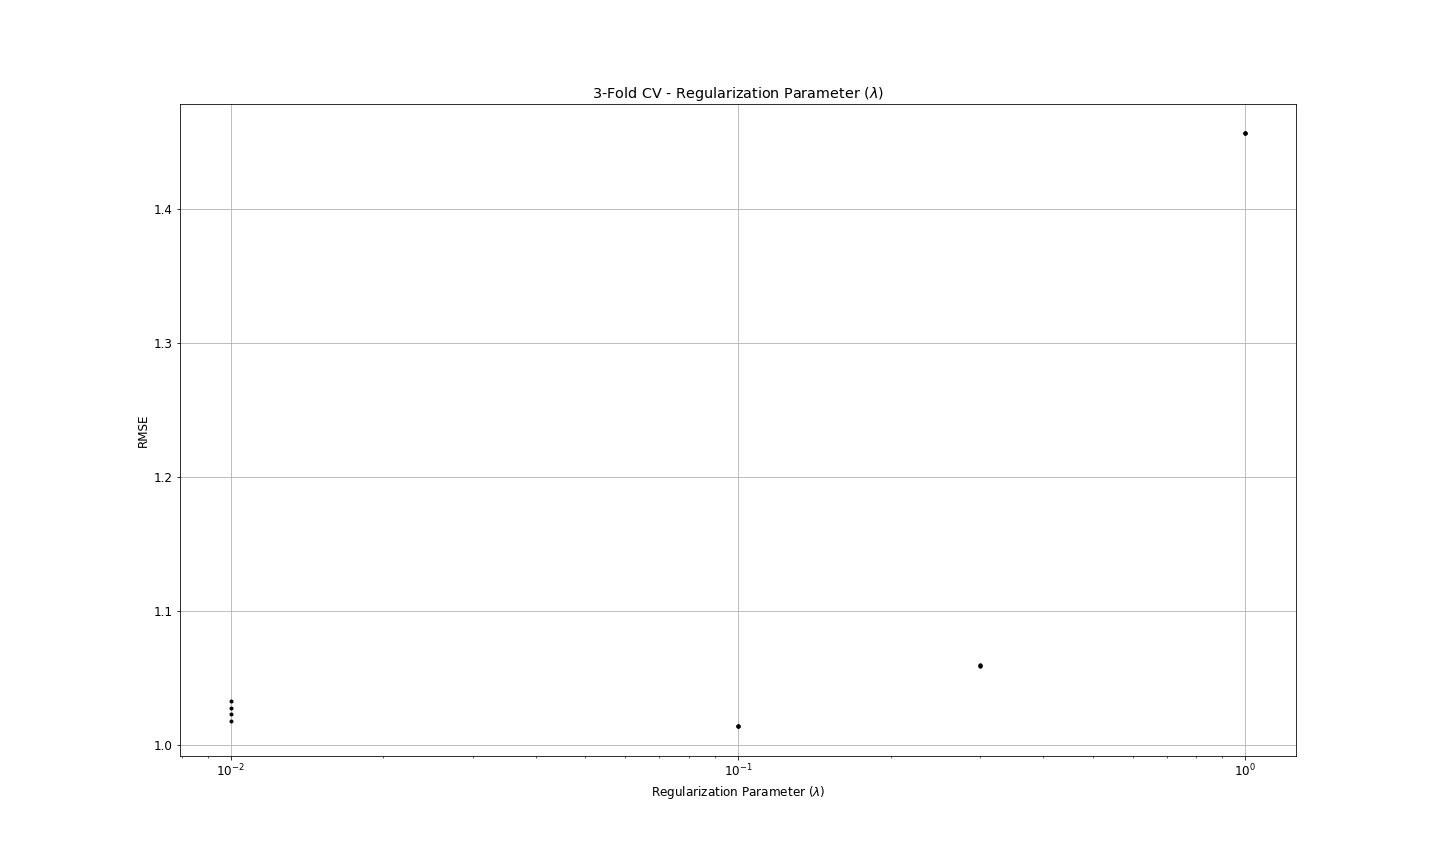 3-Fold CV - Regularization Parameter (λ)
1.4
1.3
1.2
1.1
1.0
RMSE
10⁻² 10⁻¹ 10⁰
Regularization Parameter (λ)